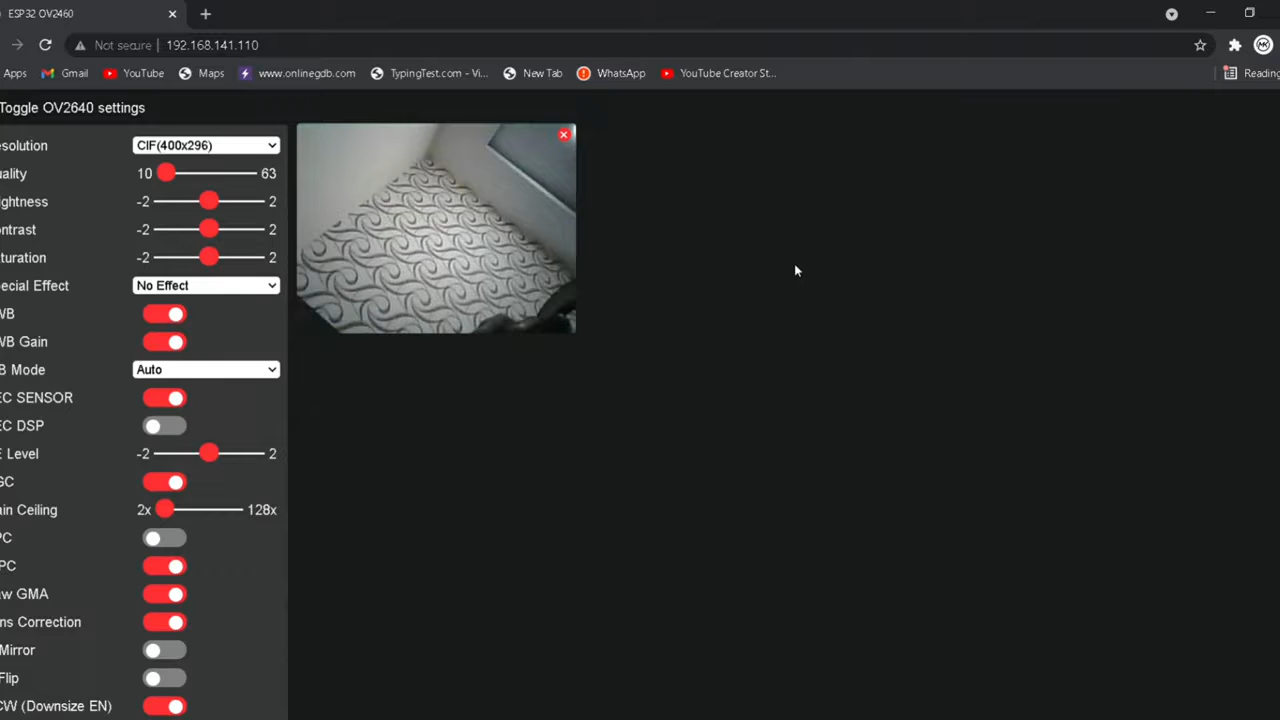 ESP32 OV2460
Not secure | 192.168.141.110
Apps Gmail YouTube Maps www.onlinegdb.com TypingTest.com - Vi... New Tab WhatsApp YouTube Creator St... Reading
Toggle OV2640 settings
esolution CIF(400x296)
uality 10 63
ightness -2 2
ontrast -2 2
turation -2 2
ecial Effect No Effect
WB
WB Gain
B Mode Auto
EC SENSOR
EC DSP
E Level -2 2
GC
ain Ceiling 2x 128x
PC
PC
aw GMA
ns Correction
Mirror
Flip
CW (Downsize EN)